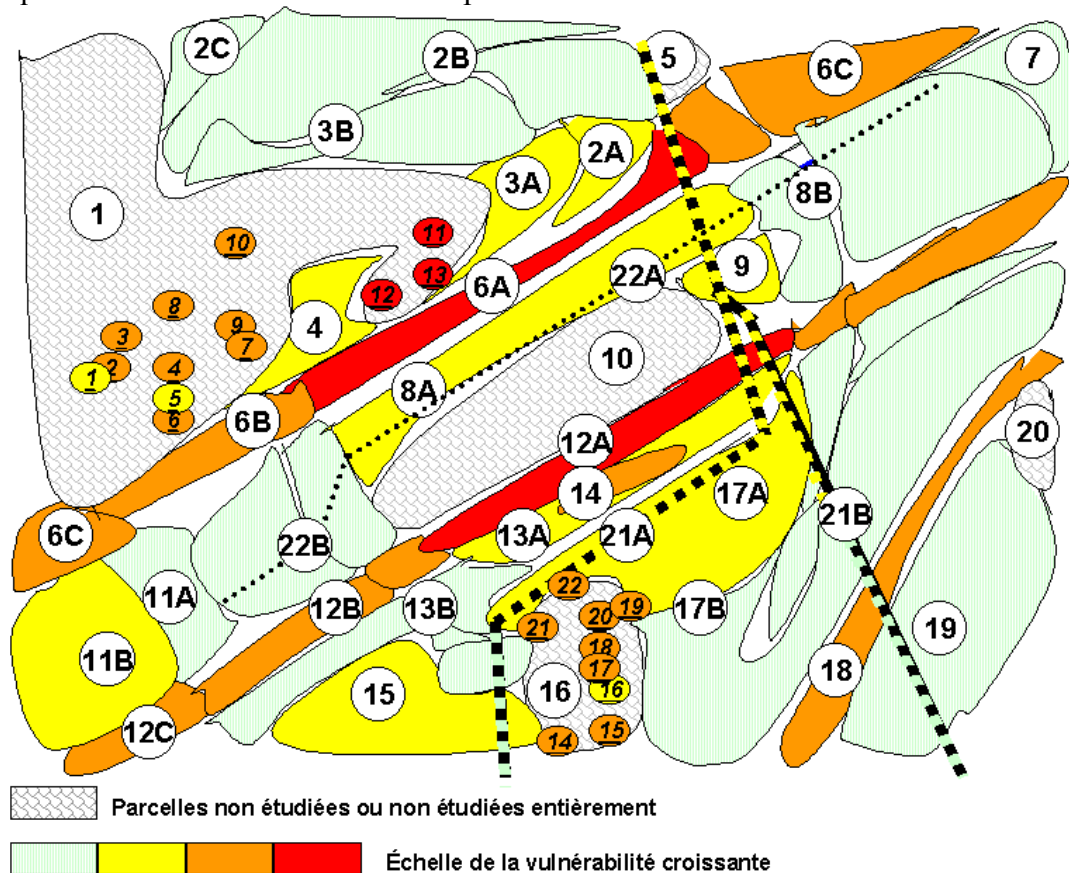 2C
2B
5
6C
7
3B
2A
3A
8B
1
11
10
13
12
6A
22A
9
8
3
9
7
4
10
2
1
4
5
6
8A
6B
12A
20
14
17A
6C
22B
13A
21A
21B
11A
12B
13B
22
20
19
17B
21
18
17
19
11B
15
16
16
18
12C
14
15
Parcelles non étudiées ou non étudiées entièrement
Échelle de la vulnérabilité croissante